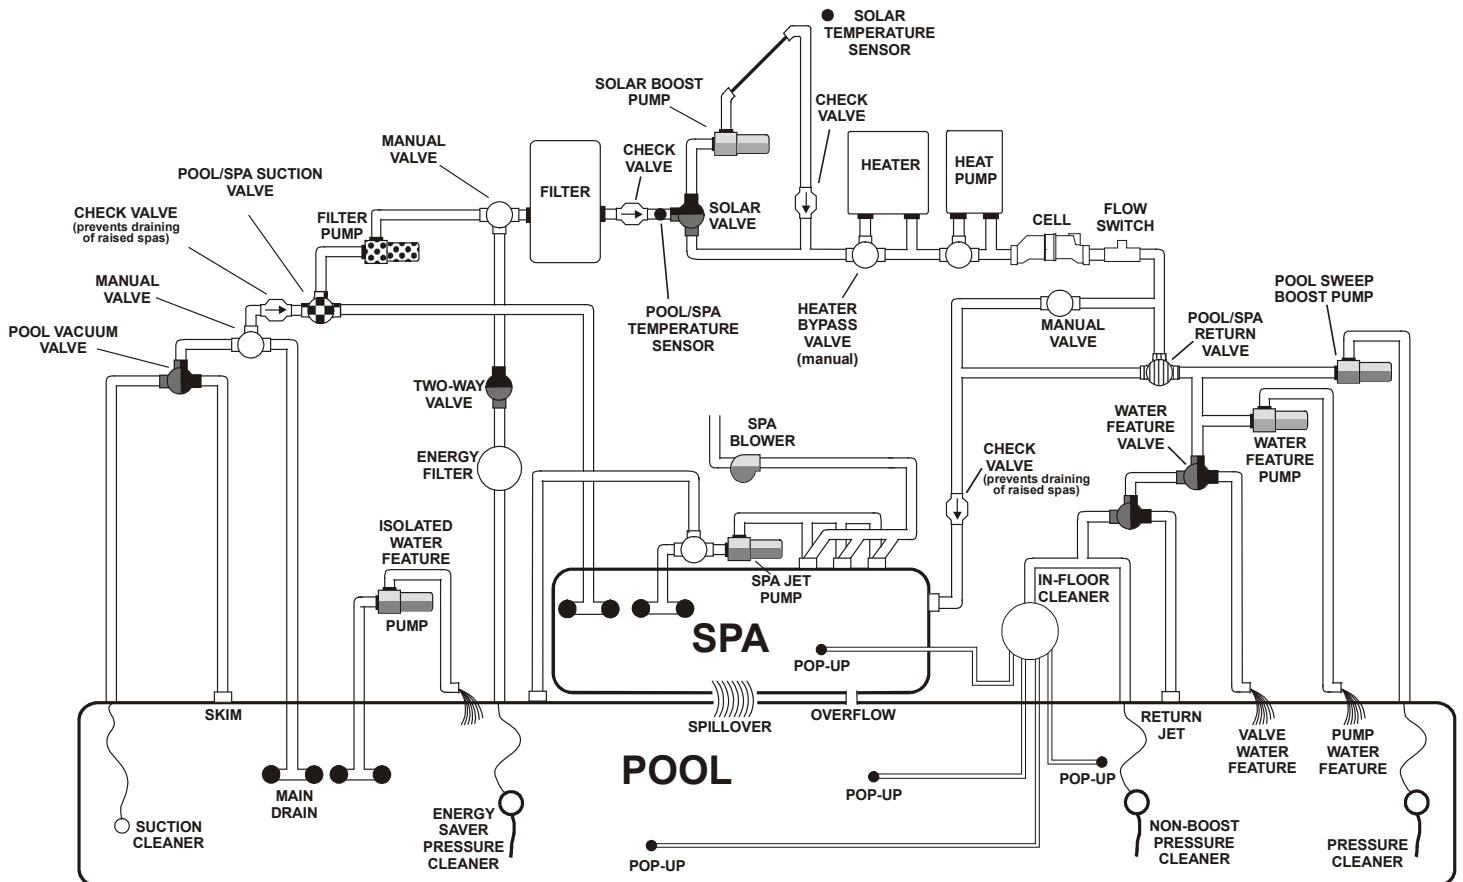 SOLAR
TEMPERATURE
SENSOR
SOLAR BOOST
PUMP
CHECK
VALVE
MANUAL
VALVE
CHECK
VALVE
HEATER
HEAT
PUMP
POOL/SPA SUCTION
VALVE
FILTER
CHECK VALVE
(prevents draining
of raised spas)
FILTER
PUMP
SOLAR
VALVE
CELL
FLOW
SWITCH
MANUAL
VALVE
POOL VACUUM
VALVE
POOL/SPA
TEMPERATURE
SENSOR
HEATER
BYPASS
VALVE
(manual)
MANUAL
VALVE
POOL SWEEP
BOOST PUMP
POOL/SPA
RETURN
VALVE
TWO-WAY
VALVE
ENERGY
FILTER
SPA
BLOWER
CHECK
VALVE
(prevents draining
of raised spas)
WATER
FEATURE
VALVE
WATER
FEATURE
PUMP
ISOLATED
WATER
FEATURE
PUMP
SPA JET
PUMP
IN-FLOOR
CLEANER
SPA
POP-UP
SKIM
SPILLOVER
OVERFLOW
RETURN
JET
VALVE
WATER
FEATURE
PUMP
WATER
FEATURE
POOL
MAIN
DRAIN
POP-UP
POP-UP
SUCTION
CLEANER
ENERGY
SAVER
PRESSURE
CLEANER
POP-UP
NON-BOOST
PRESSURE
CLEANER
PRESSURE
CLEANER